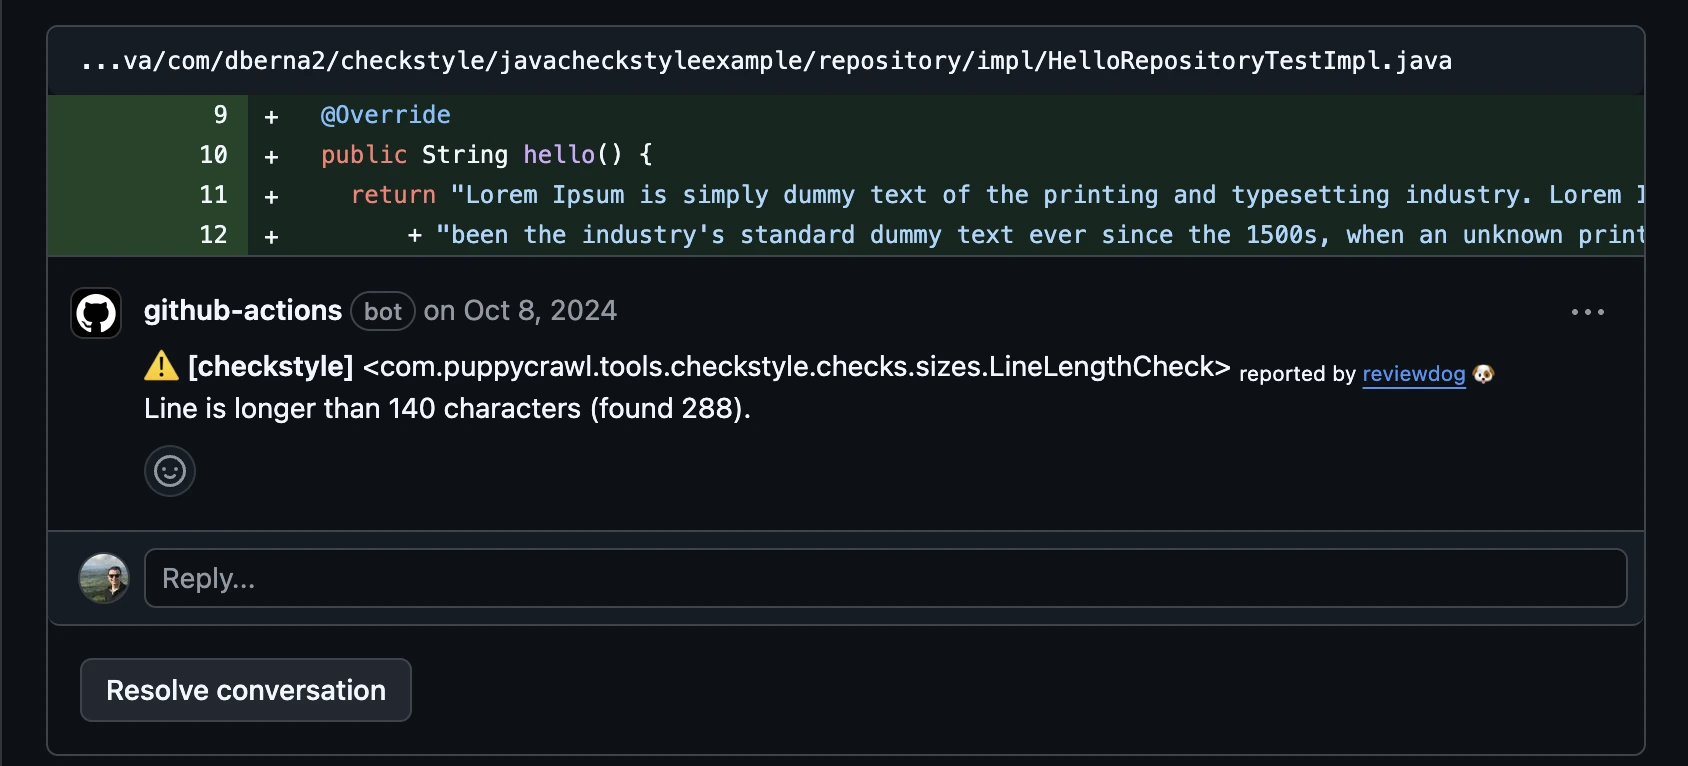 ...va/com/dberna2/checkstyle/javacheckstyleexample/repository/impl/HelloRepositoryTestImpl.java
9 + @Override
10 + public String hello() {
11 + return "Lorem Ipsum is simply dummy text of the printing and typesetting industry. Lorem
12 + + "been the industry's standard dummy text ever since the 1500s, when an unknown print
github-actions bot on Oct 8, 2024
⚠️ [checkstyle] <com.puppycrawl.tools.checkstyle.checks.sizes.LineLengthCheck> reported by reviewdog 🐶
Line is longer than 140 characters (found 288).
Reply...
Resolve conversation